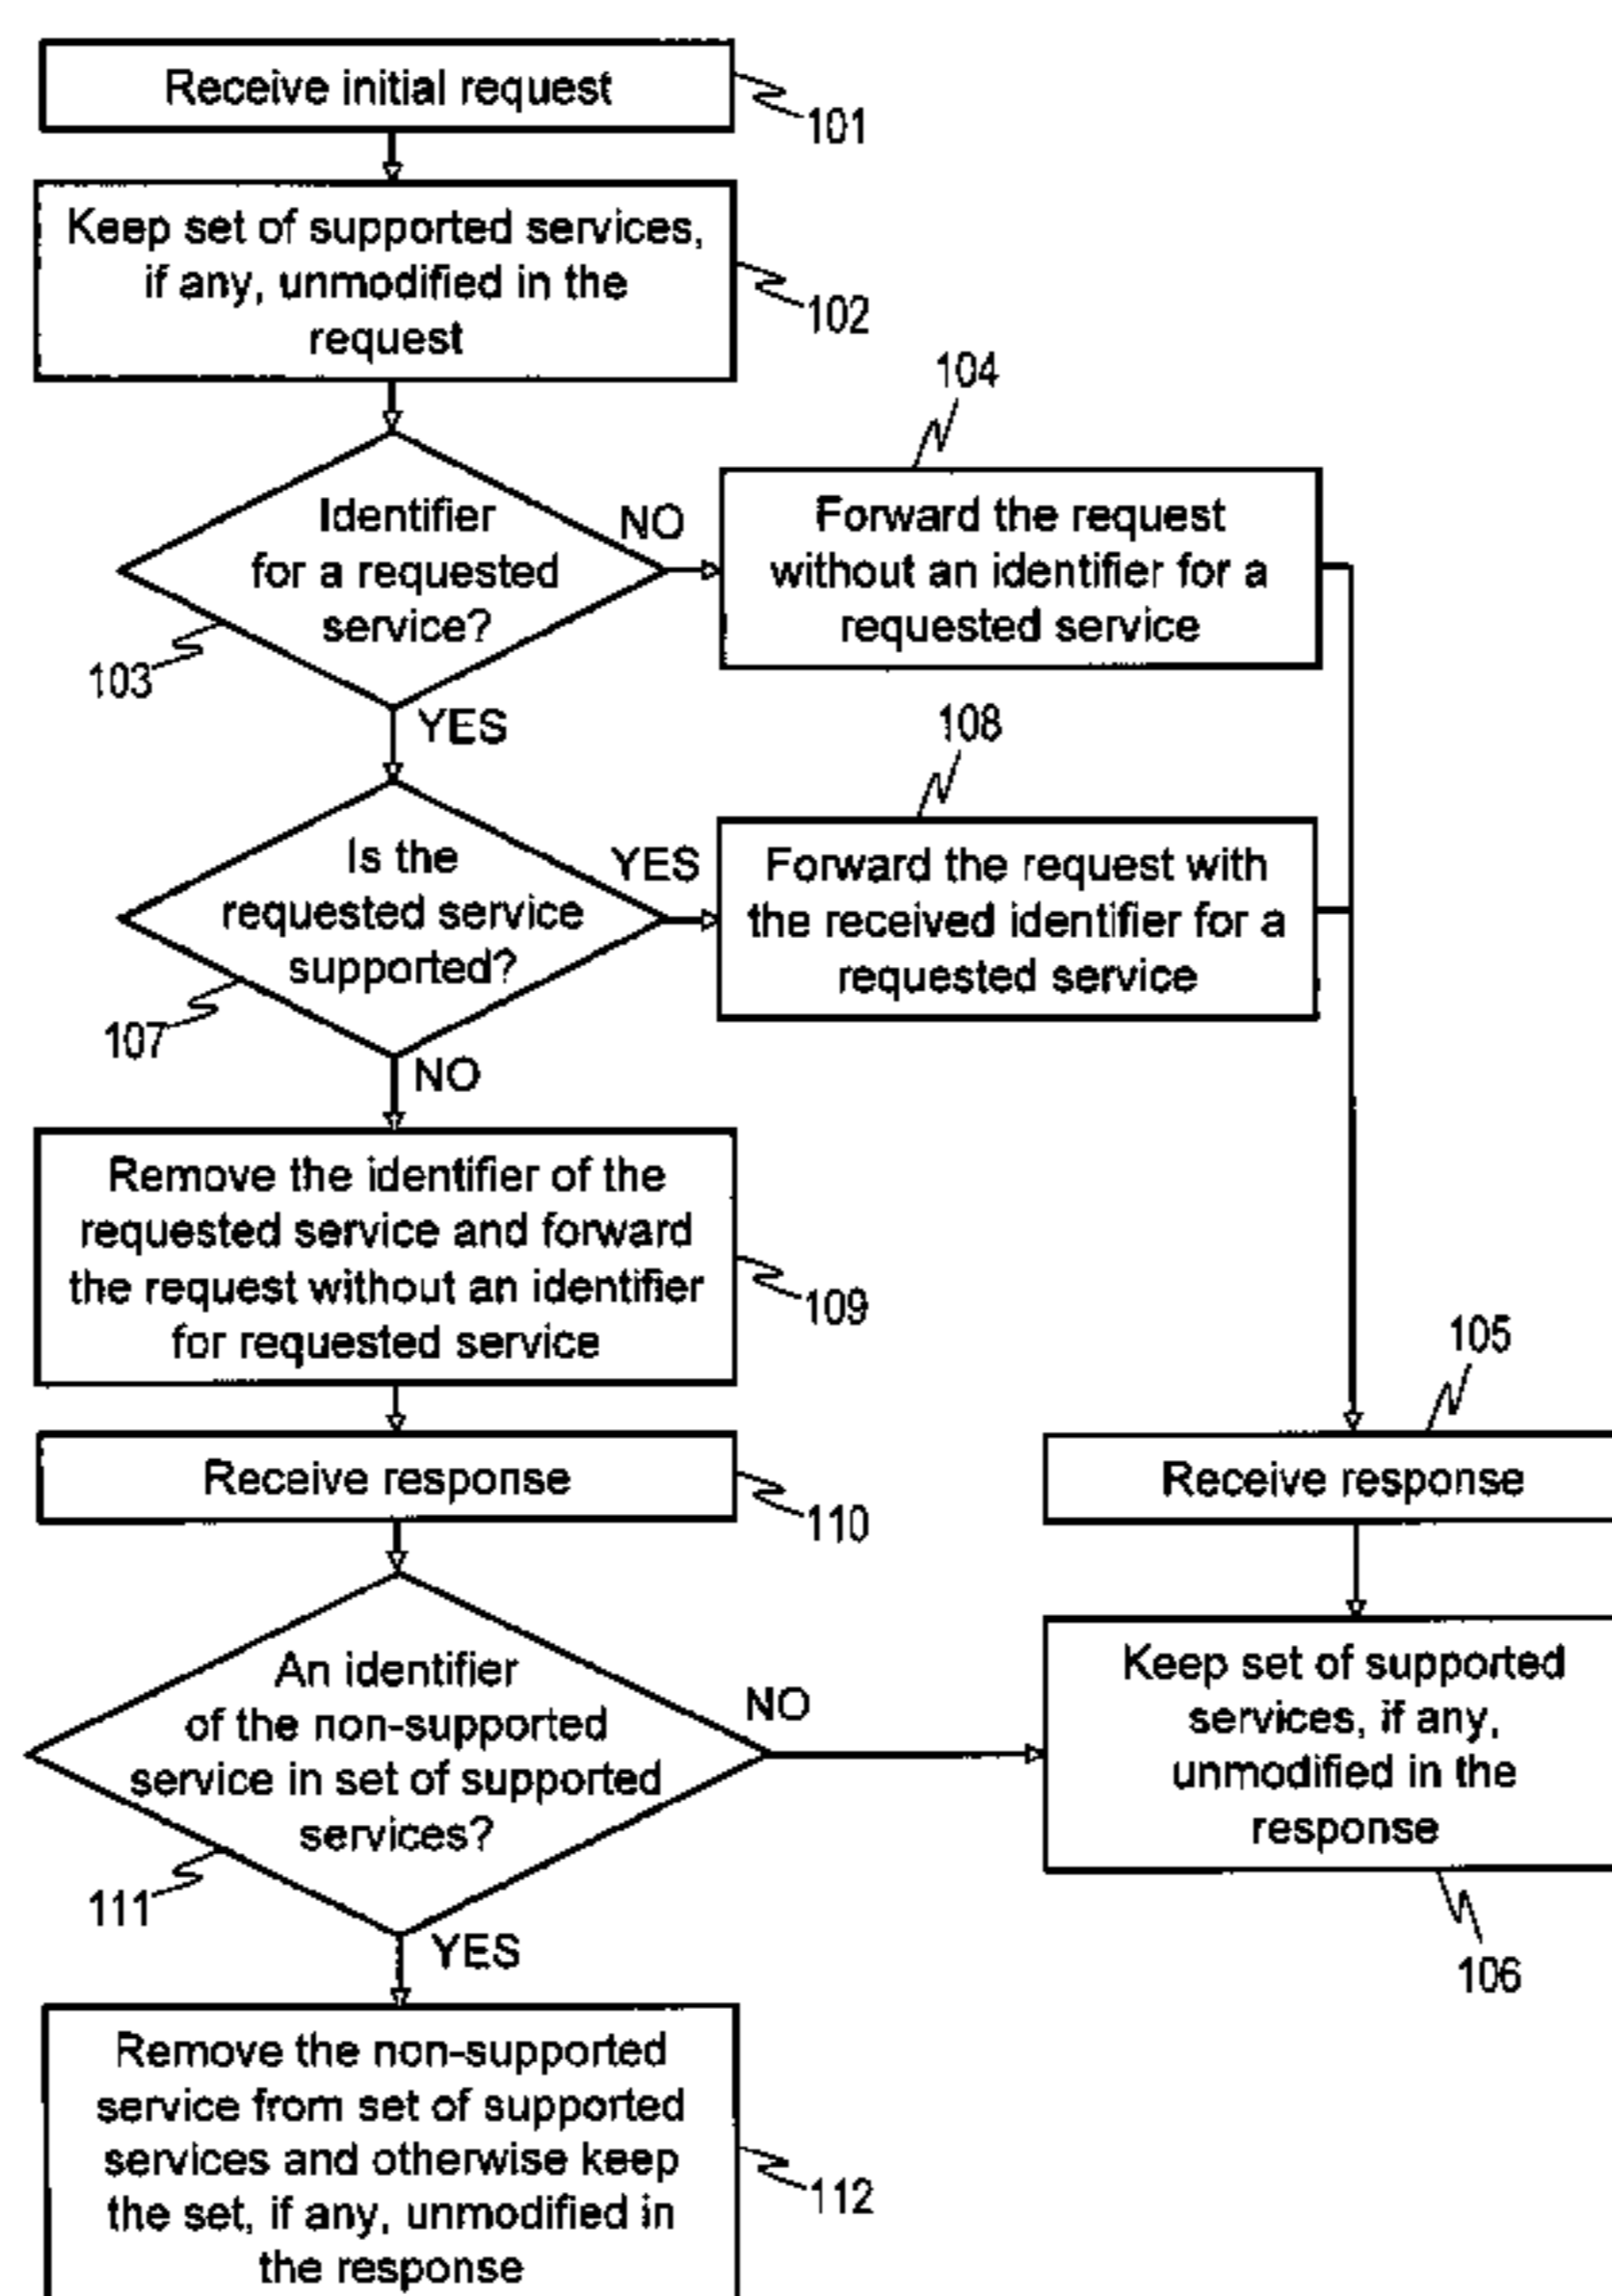 Receive initial request
101
Keep set of supported services,
if any, unmodified in the
request
102
104
Identifier
for a requested
service?
NO
103
Forward the request
without an identifier for a
requested service
YES
108
Is the
requested service
supported?
YES
107
Forward the request with
the received identifier for a
requested service
NO
Remove the identifier of the
requested service and forward
the request without an identifier
for requested service
109
105
Receive response
110
Receive response
An identifier
of the non-supported
service in set of supported
services?
NO
111
Keep set of supported
services, if any,
unmodified in the
response
106
YES
Remove the non-supported
service from set of supported
services and otherwise keep
the set, if any, unmodified in
the response
112